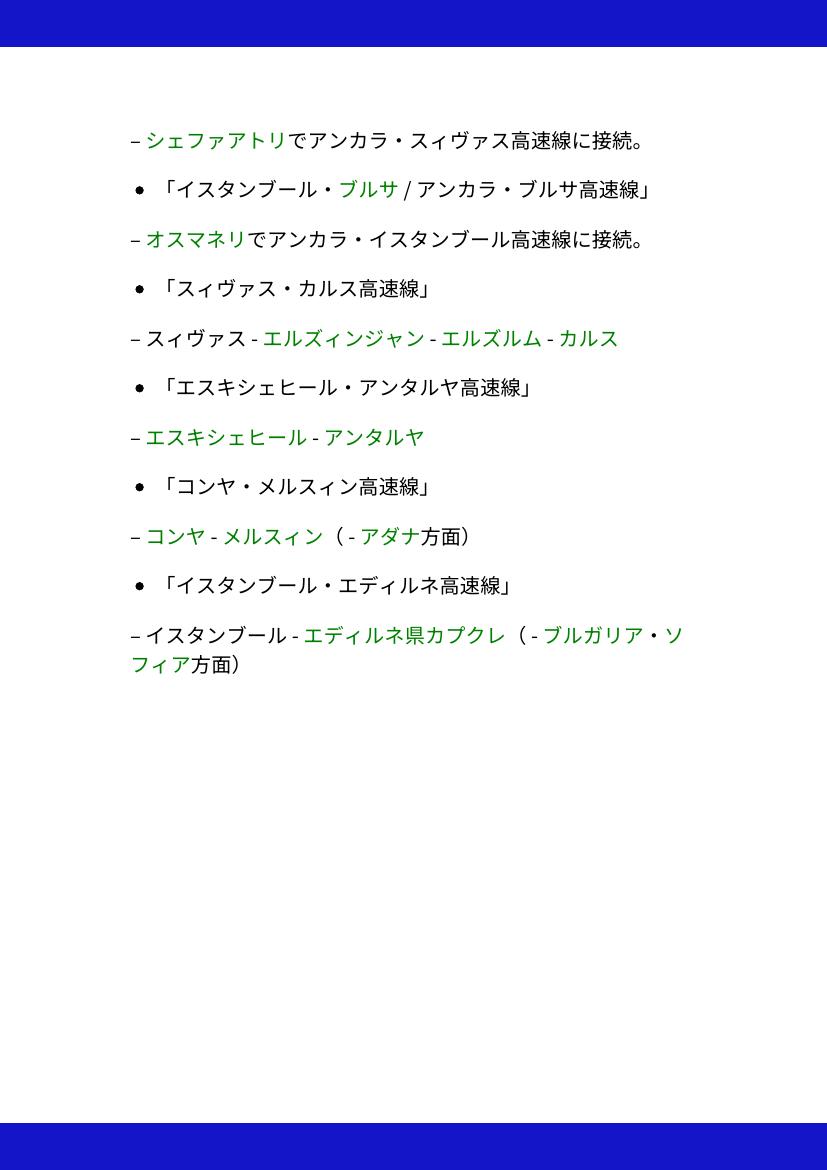 – シェファアトリでアンカラ・スィヴァス高速線に接続。
• 「イスタンブール・ブルサ / アンカラ・ブルサ高速線」
– オスマネリでアンカラ・イスタンブール高速線に接続。
• 「スィヴァス・カルス高速線」
– スィヴァス - エルズィンジャン - エルズルム - カルス
• 「エスキシェヒール・アンタルヤ高速線」
– エスキシェヒール - アンタルヤ
• 「コンヤ・メルスィン高速線」
– コンヤ - メルスィン（ - アダナ方面）
• 「イスタンブール・エディルネ高速線」
– イスタンブール - エディルネ県カプクレ（ - ブルガリア・ソ
フィア方面）